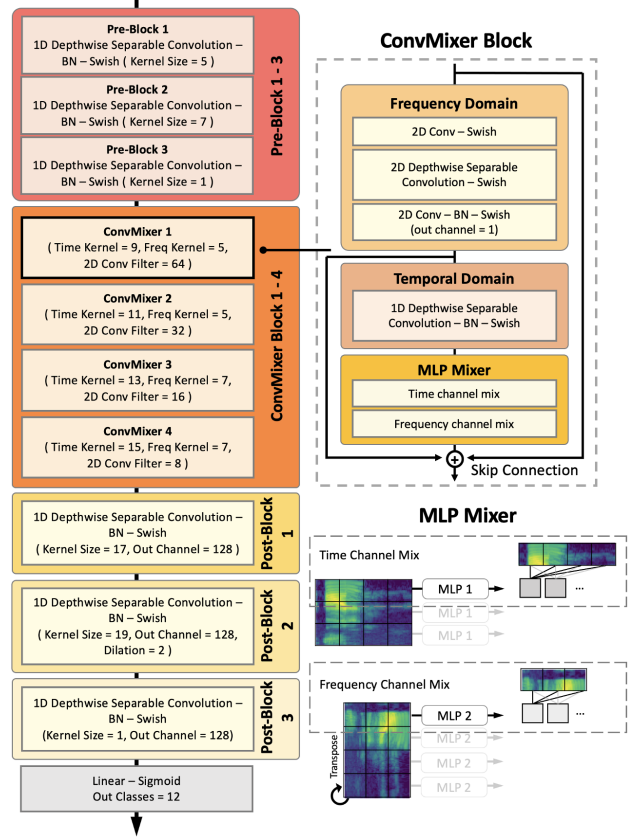 Pre-Block 1
1D Depthwise Separable Convolution –
BN – Swish ( Kernel Size = 5 )
Pre-Block 2
1D Depthwise Separable Convolution –
BN – Swish ( Kernel Size = 7 )
Pre-Block 3
1D Depthwise Separable Convolution –
BN – Swish ( Kernel Size = 1 )
Pre-Block 1 - 3
ConvMixer 1
( Time Kernel = 9, Freq Kernel = 5,
2D Conv Filter = 64 )
ConvMixer 2
( Time Kernel = 11, Freq Kernel = 5,
2D Conv Filter = 32 )
ConvMixer 3
( Time Kernel = 13, Freq Kernel = 7,
2D Conv Filter = 16 )
ConvMixer 4
( Time Kernel = 15, Freq Kernel = 7,
2D Conv Filter = 8 )
ConvMixer Block 1 - 4
1D Depthwise Separable Convolution –
BN – Swish
( Kernel Size = 17, Out Channel = 128 )
Post-Block
1
1D Depthwise Separable Convolution –
BN – Swish
( Kernel Size = 19, Out Channel = 128,
Dilation = 2 )
Post-Block
2
1D Depthwise Separable Convolution –
BN – Swish
(Kernel Size = 1, Out Channel = 128)
Post-Block
3
Linear – Sigmoid
Out Classes = 12
ConvMixer Block
Frequency Domain
2D Conv – Swish
2D Depthwise Separable
Convolution – Swish
2D Conv – BN – Swish
(out channel = 1)
Temporal Domain
1D Depthwise Separable
Convolution – BN – Swish
MLP Mixer
Time channel mix
Frequency channel mix
+
Skip Connection
MLP Mixer
Time Channel Mix
MLP 1
MLP 1
MLP 1
...
Frequency Channel Mix
MLP 2
MLP 2
MLP 2
MLP 2
...
Transpose